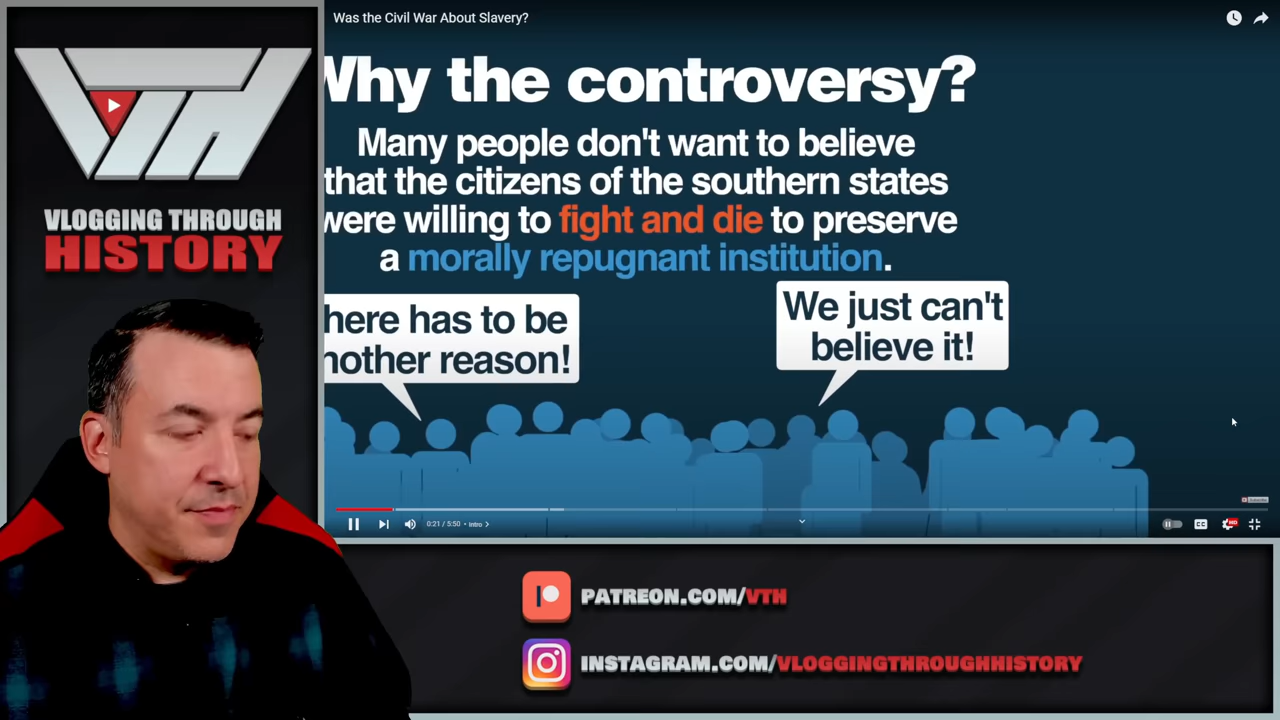 Was the Civil War About Slavery?
VTH
VLOGGING THROUGH
HISTORY
Why the controversy?
Many people don't want to believe
that the citizens of the southern states
were willing to fight and die to preserve
a morally repugnant institution.
here has to be
nother reason!
We just can't
believe it!
0:21 / 5:50 • Intro >
CC
HD
PATREON.COM/VTH
INSTAGRAM.COM/VLOGGINGTHROUGHHISTORY